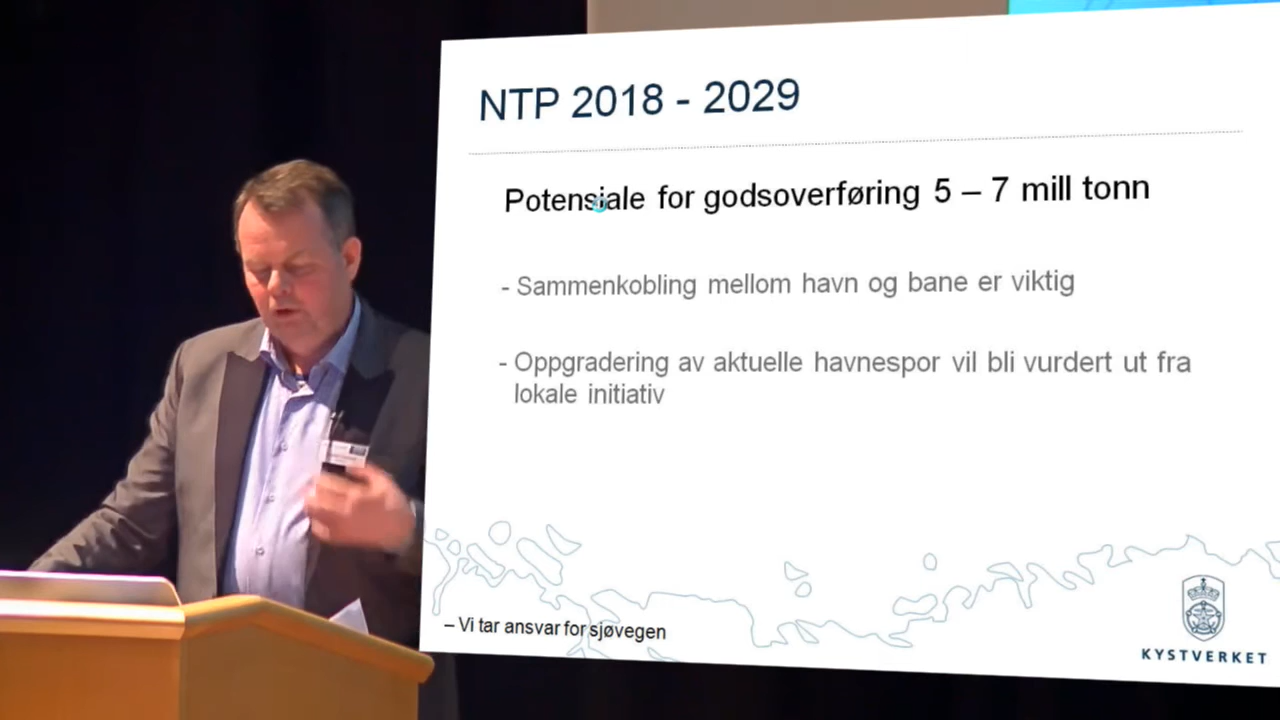 NTP 2018 - 2029
Potensiale for godsoverføring 5 – 7 mill tonn
- Sammenkobling mellom havn og bane er viktig
- Oppgradering av aktuelle havnespor vil bli vurdert ut fra
lokale initiativ
– Vi tar ansvar for sjøvegen
KYSTVERKET